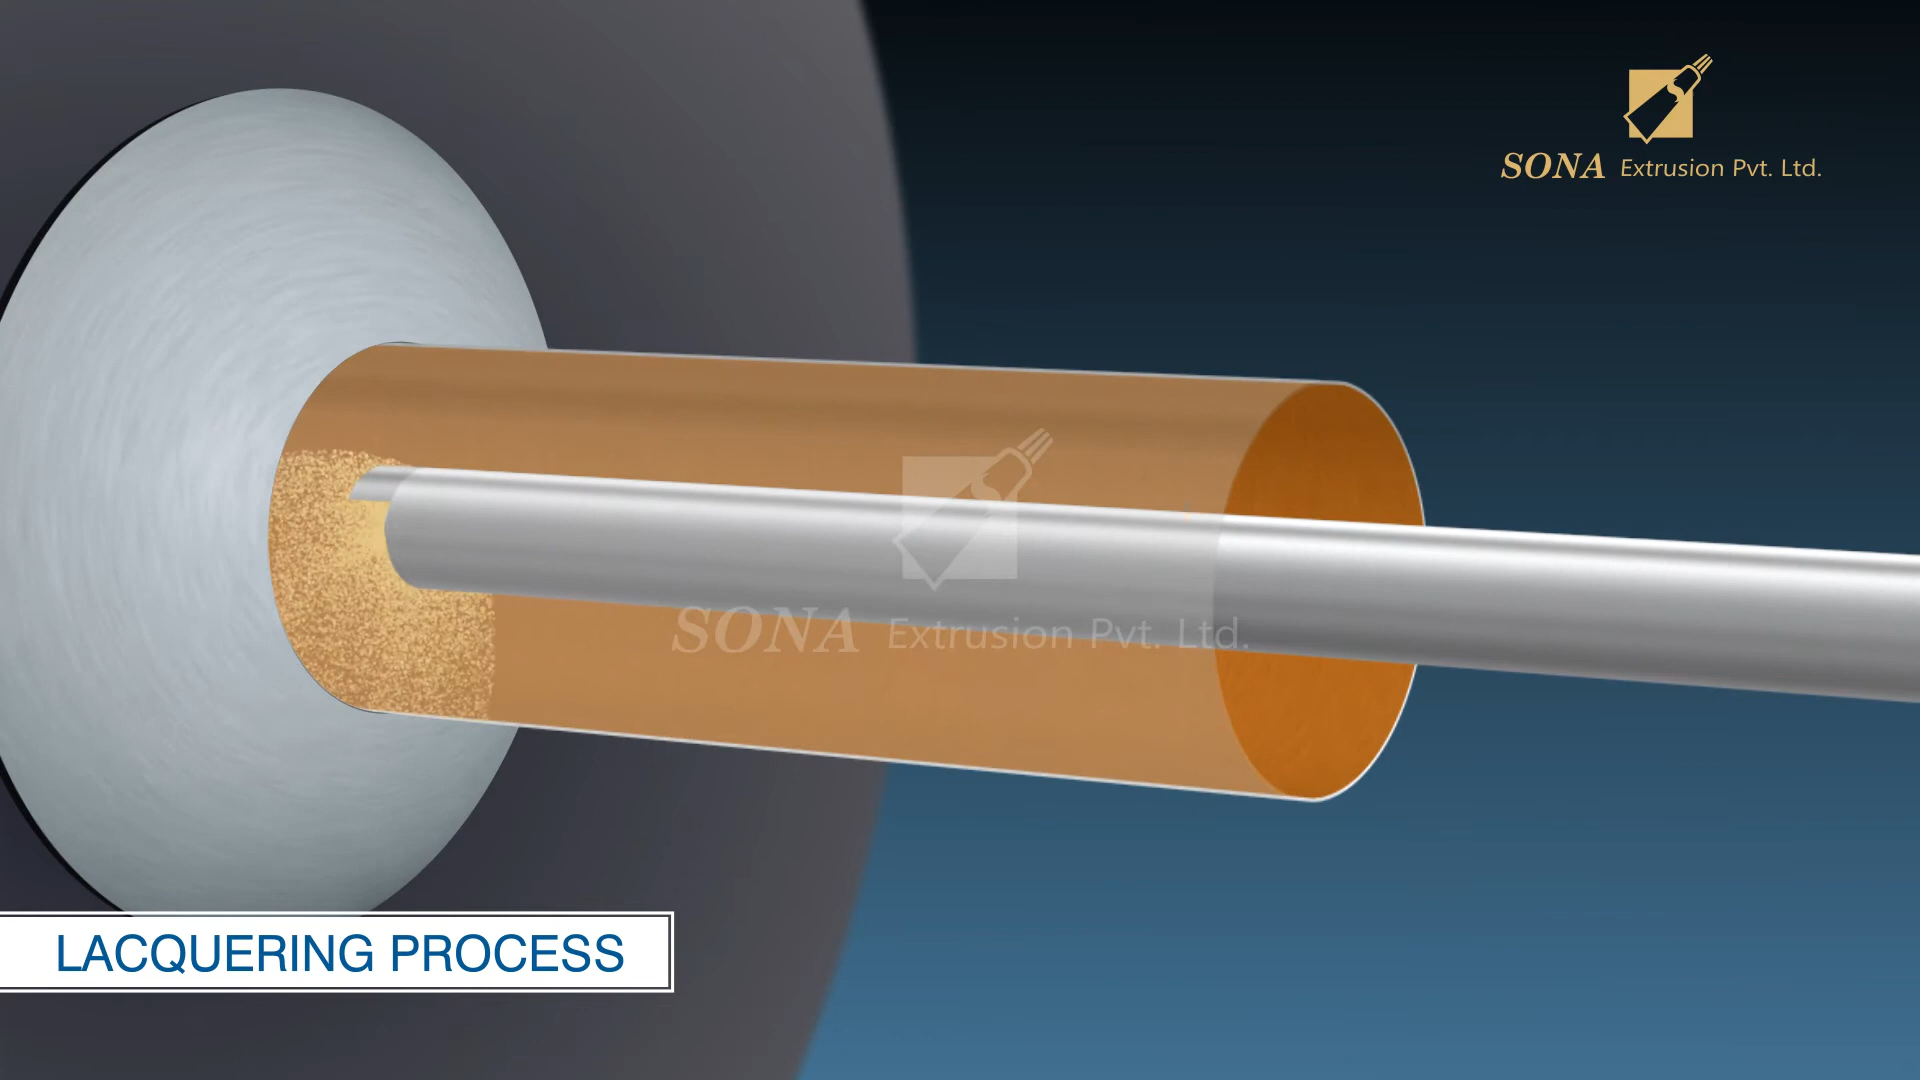 SONA Extrusion Pvt. Ltd.
SONA Extrusion Pvt. Ltd.
LACQUERING PROCESS